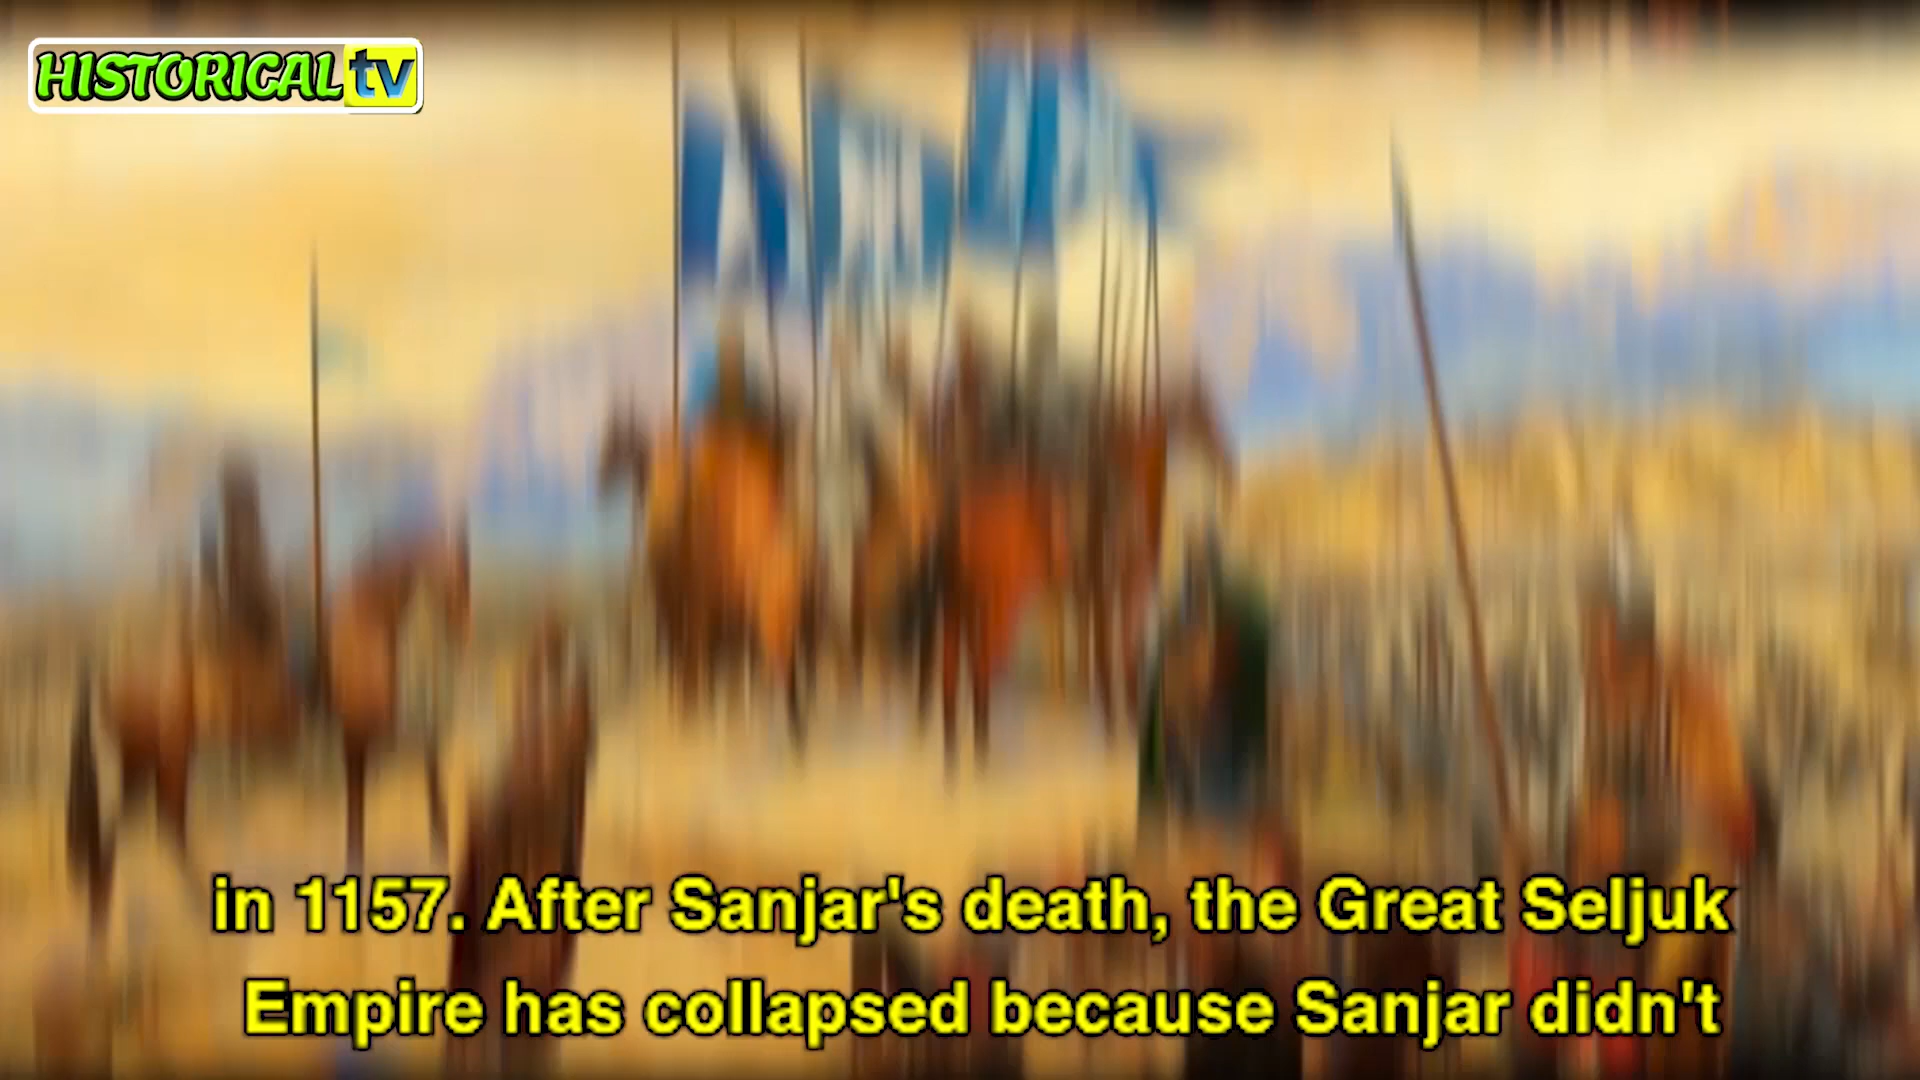 HISTORICAL tv
in 1157. After Sanjar's death, the Great Seljuk
Empire has collapsed because Sanjar didn't